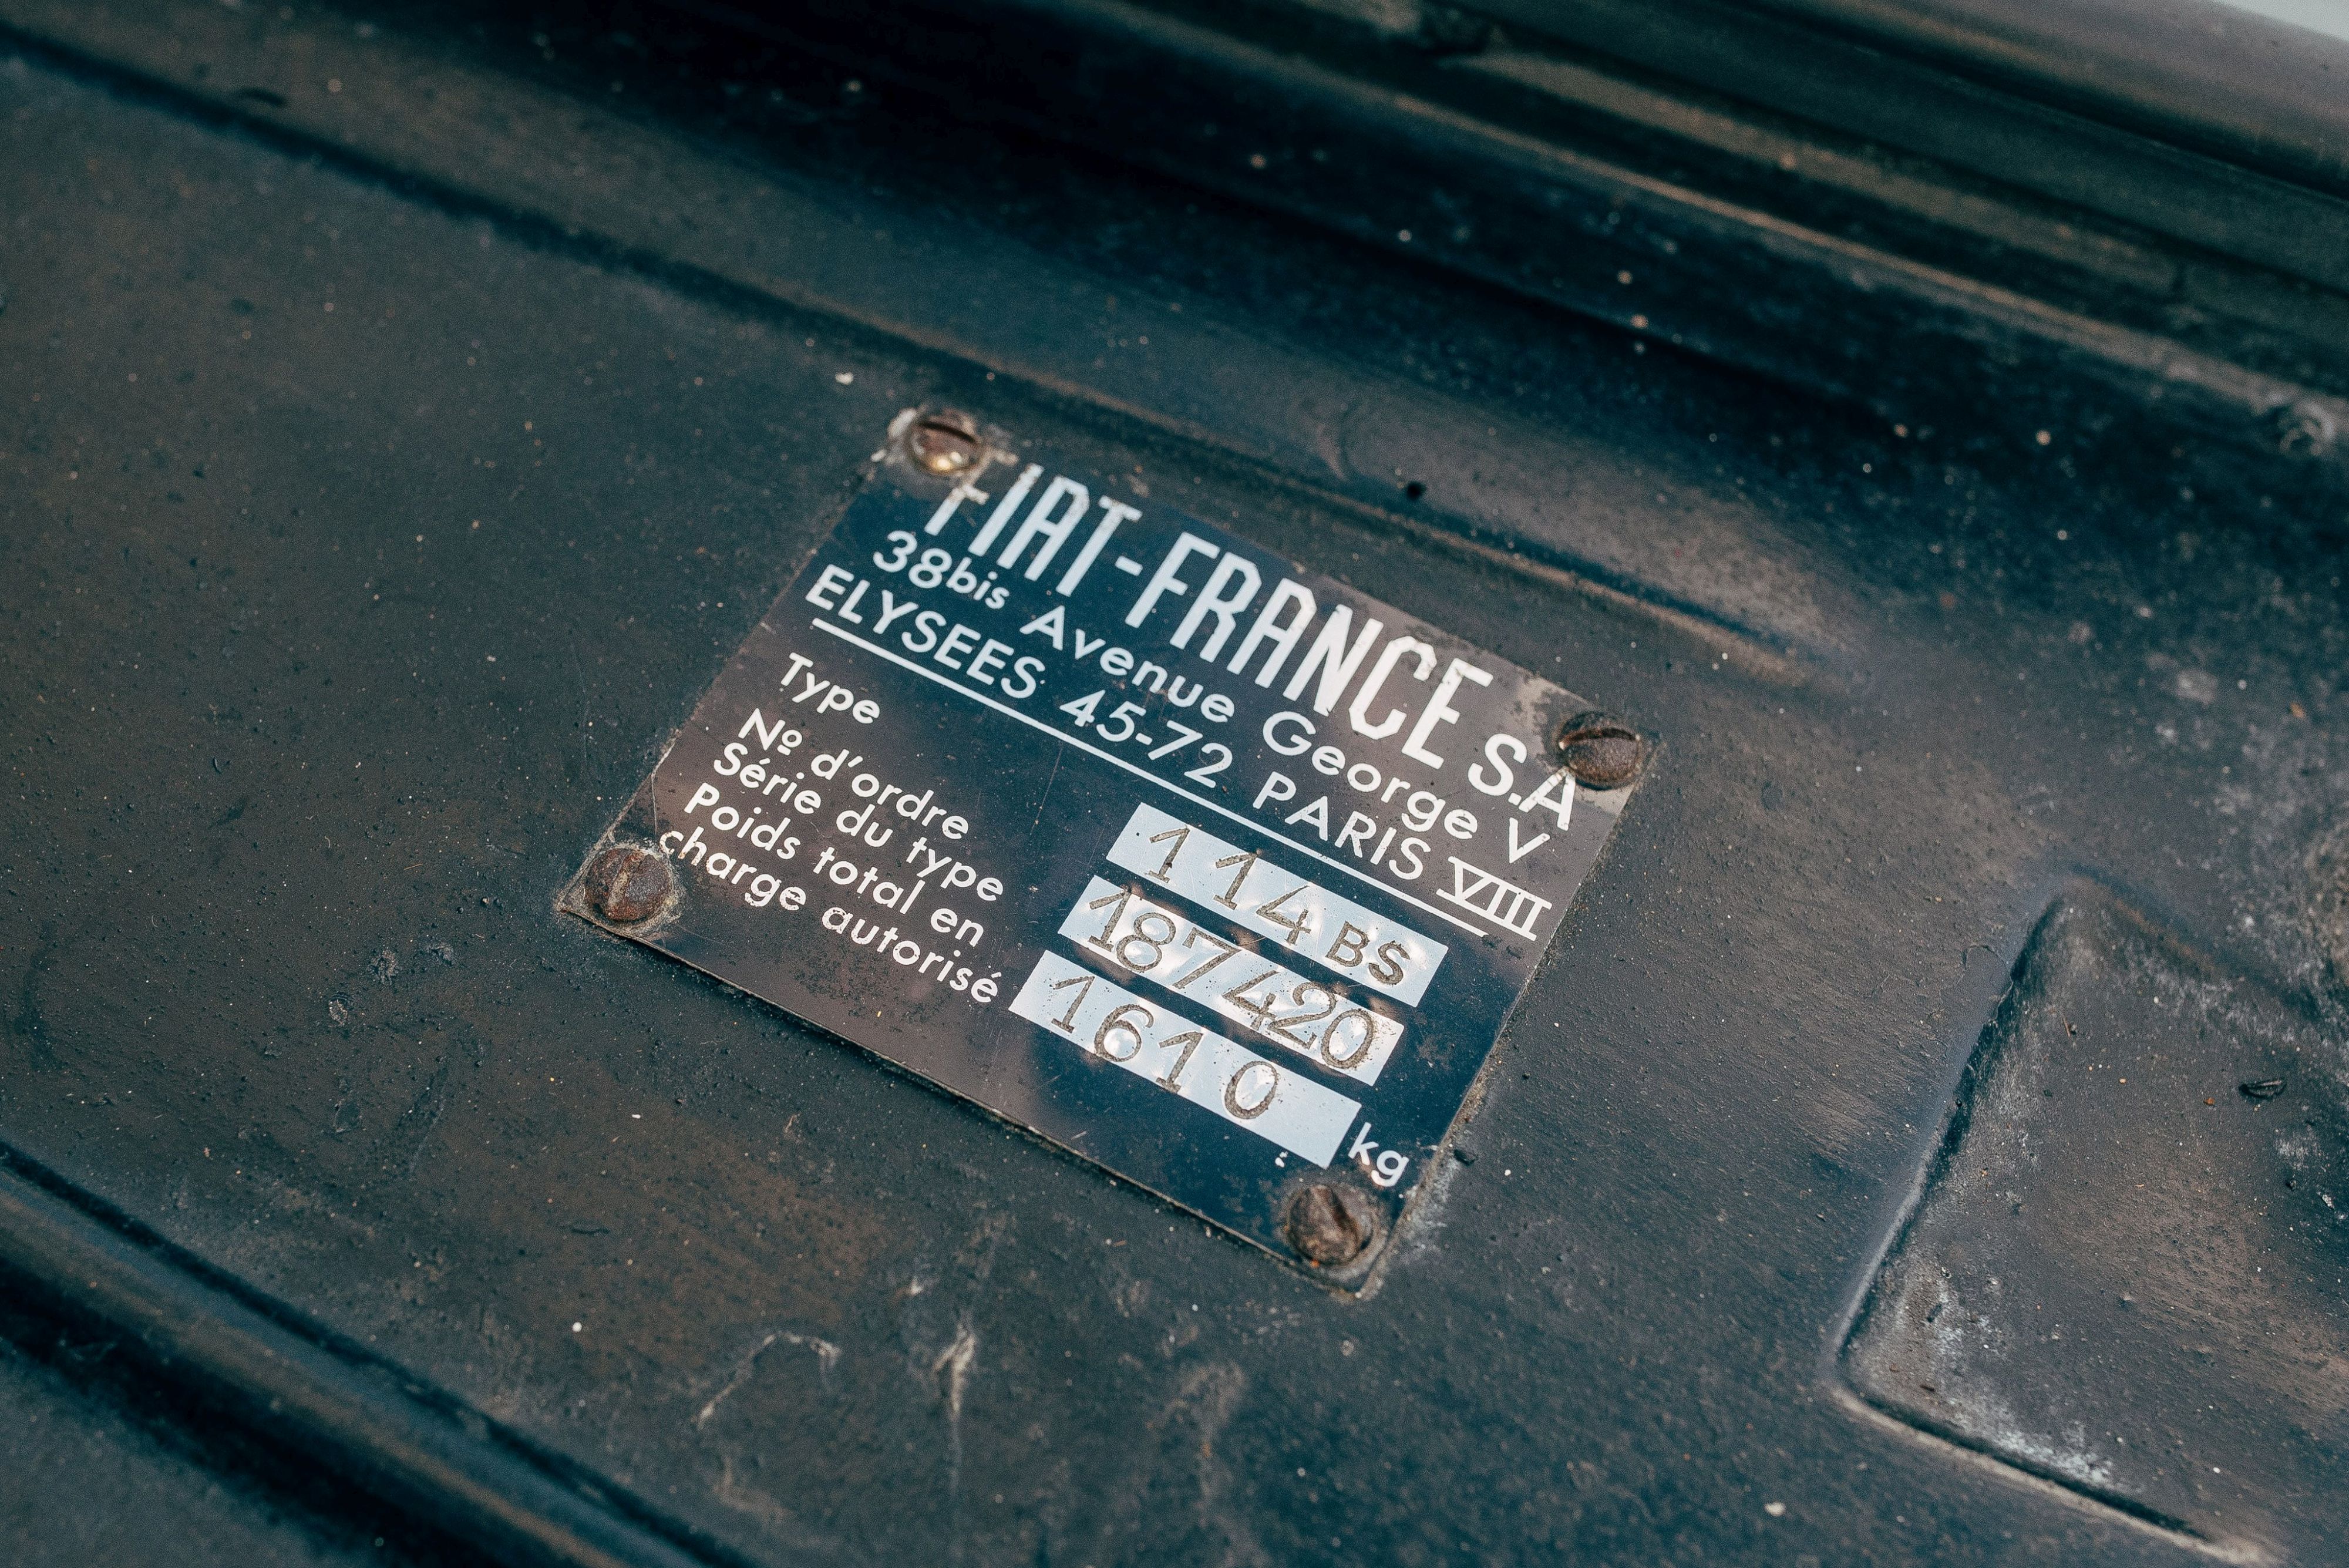 FIAT-FRANCE S.A
38bis Avenue George V
ELYSEES 45-72 PARIS VIII
Type 114 BS
Nº d'ordre
Série du type 187420
Poids total en
charge autorisé 1610 kg